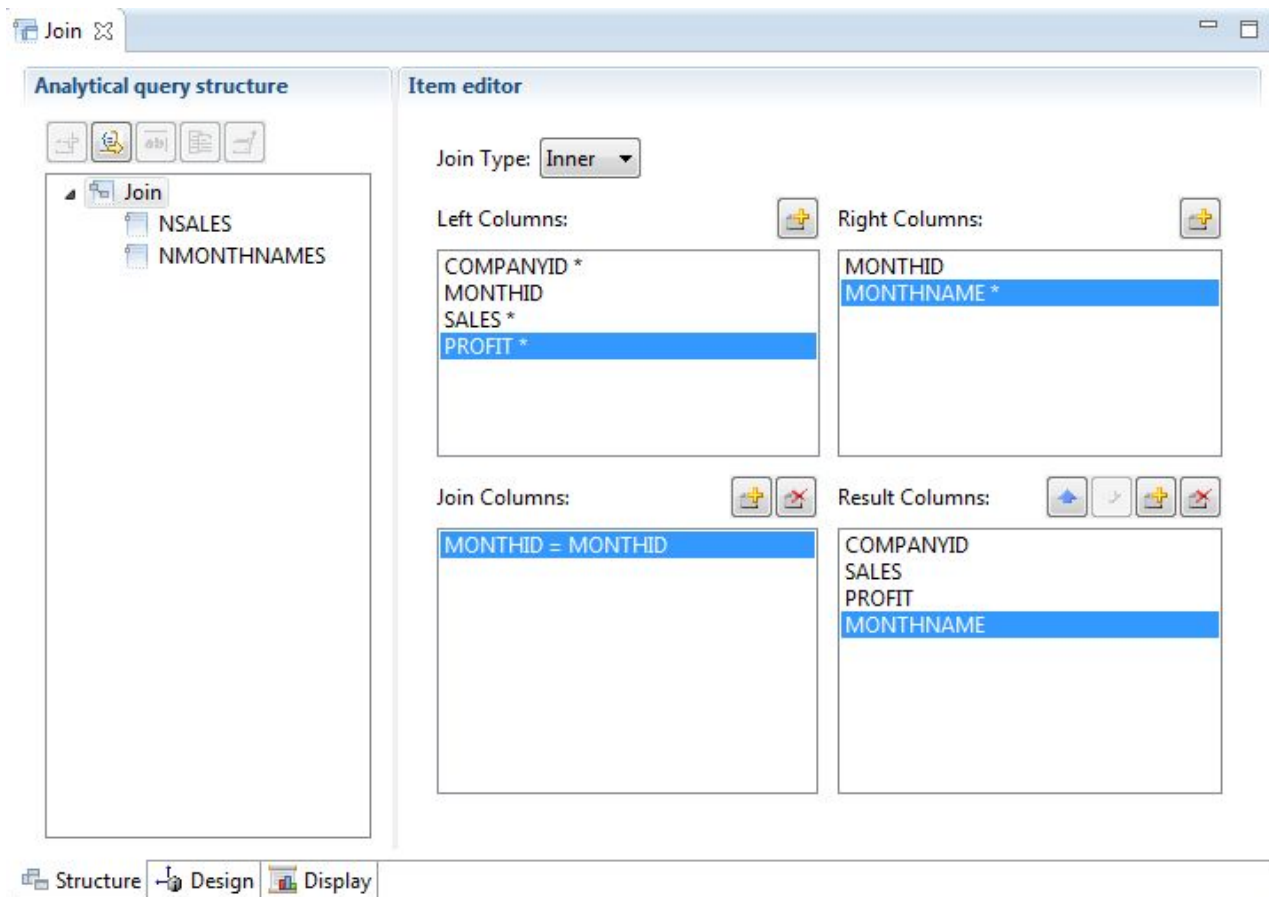 Join
Analytical query structure
Item editor
ab|
Join Type: Inner
Join
NSALES
NMONTHNAMES
Left Columns:
Right Columns:
COMPANYID *
MONTHID
SALES *
PROFIT *
MONTHID
MONTHNAME *
Join Columns:
Result Columns:
MONTHID = MONTHID
COMPANYID
SALES
PROFIT
MONTHNAME
Structure
Design
Display